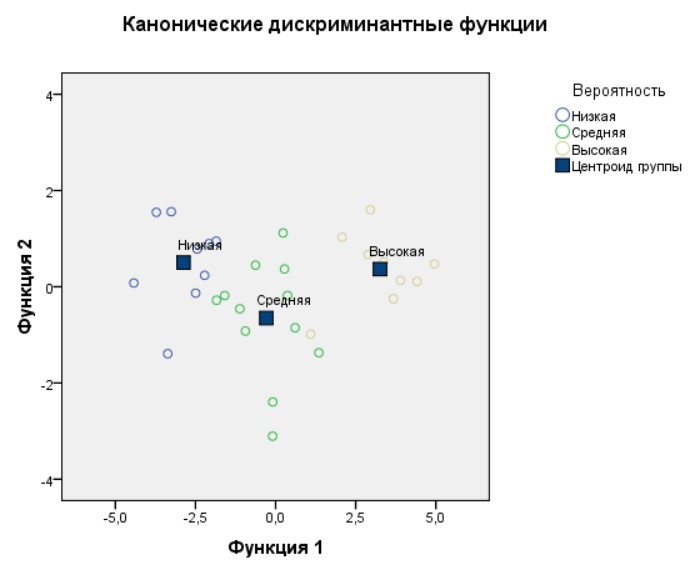 Канонические дискриминантные функции
Вероятность
Низкая
Средняя
Высокая
Центроид группы
Функция 2
4
2
0
-2
-4
Низкая
Высокая
Средняя
-5,0
-2,5
0,0
2,5
5,0
Функция 1